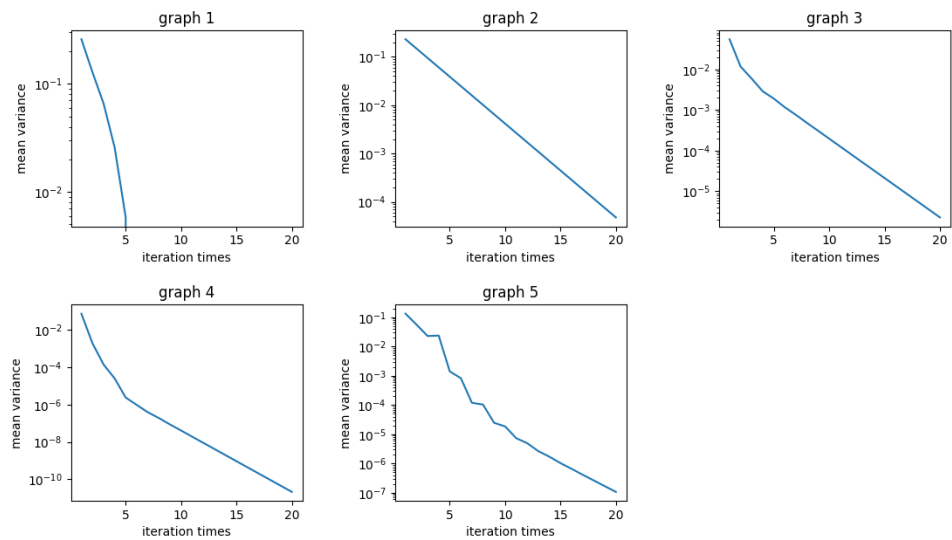 graph 1
mean variance
10⁻¹
10⁻²
5 10 15 20
iteration times
graph 2
mean variance
10⁻¹
10⁻²
10⁻³
10⁻⁴
5 10 15 20
iteration times
graph 3
mean variance
10⁻²
10⁻³
10⁻⁴
10⁻⁵
5 10 15 20
iteration times
graph 4
mean variance
10⁻²
10⁻⁴
10⁻⁶
10⁻⁸
10⁻¹⁰
5 10 15 20
iteration times
graph 5
mean variance
10⁻¹
10⁻²
10⁻³
10⁻⁴
10⁻⁵
10⁻⁶
10⁻⁷
5 10 15 20
iteration times